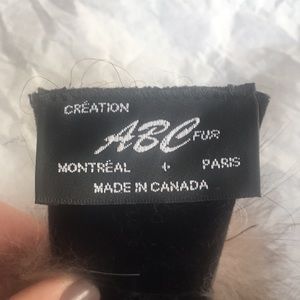 CRÉATION
ABC FUR
MONTRÉAL PARIS
MADE IN CANADA